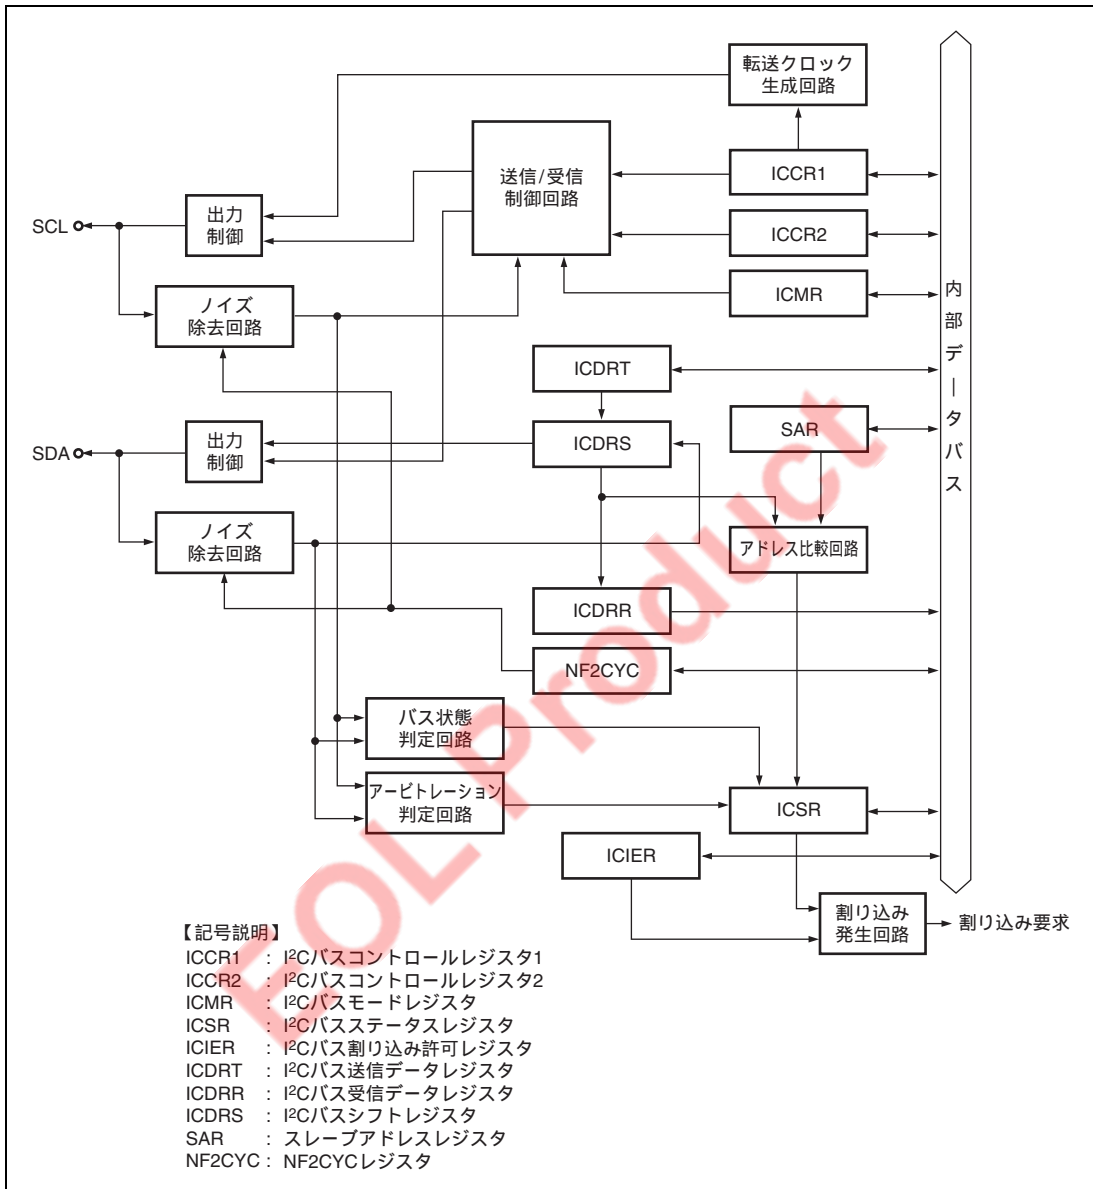 転送クロック
生成回路
送信/受信
制御回路
ICCR1
出力
制御
SCL
ICCR2
ICMR
ノイズ
除去回路
内部データバス
ICDRT
SAR
出力
制御
ICDRS
SDA
ノイズ
除去回路
アドレス比較回路
ICDRR
NF2CYC
バス状態
判定回路
アービトレーション
判定回路
ICSR
ICIER
割り込み
発生回路
割り込み要求
EOL Product
【記号説明】
ICCR1 : I²Cバスコントロールレジスタ1
ICCR2 : I²Cバスコントロールレジスタ2
ICMR : I²Cバスモードレジスタ
ICSR : I²Cバスステータスレジスタ
ICIER : I²Cバス割り込み許可レジスタ
ICDRT : I²Cバス送信データレジスタ
ICDRR : I²Cバス受信データレジスタ
ICDRS : I²Cバスシフトレジスタ
SAR : スレーブアドレスレジスタ
NF2CYC : NF2CYCレジスタ